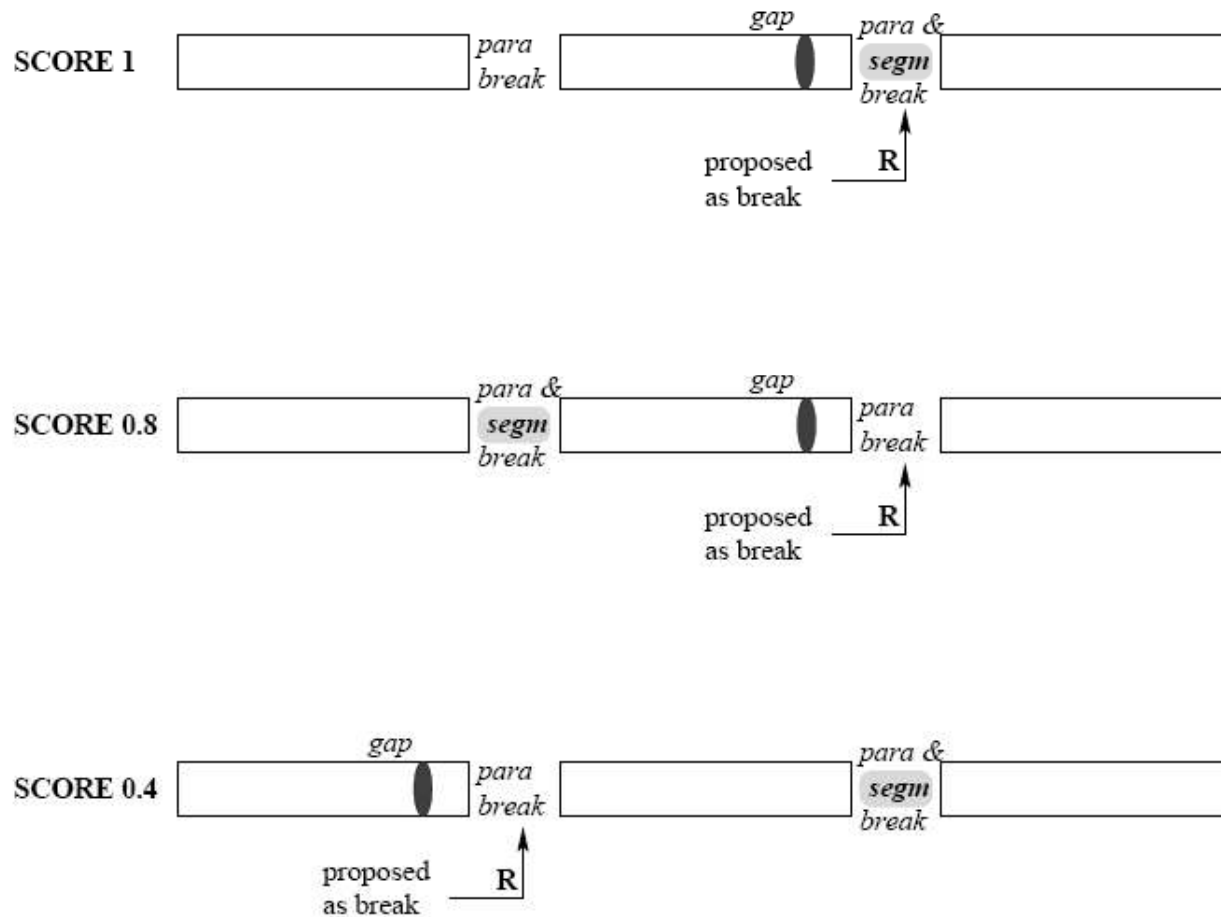 gap
para &
SCORE 1
para
segm
break
break
proposed
R
as break
para &
gap
SCORE 0.8
segm
para
break
break
proposed
R
as break
gap
para &
SCORE 0.4
para
segm
break
break
proposed
R
as break